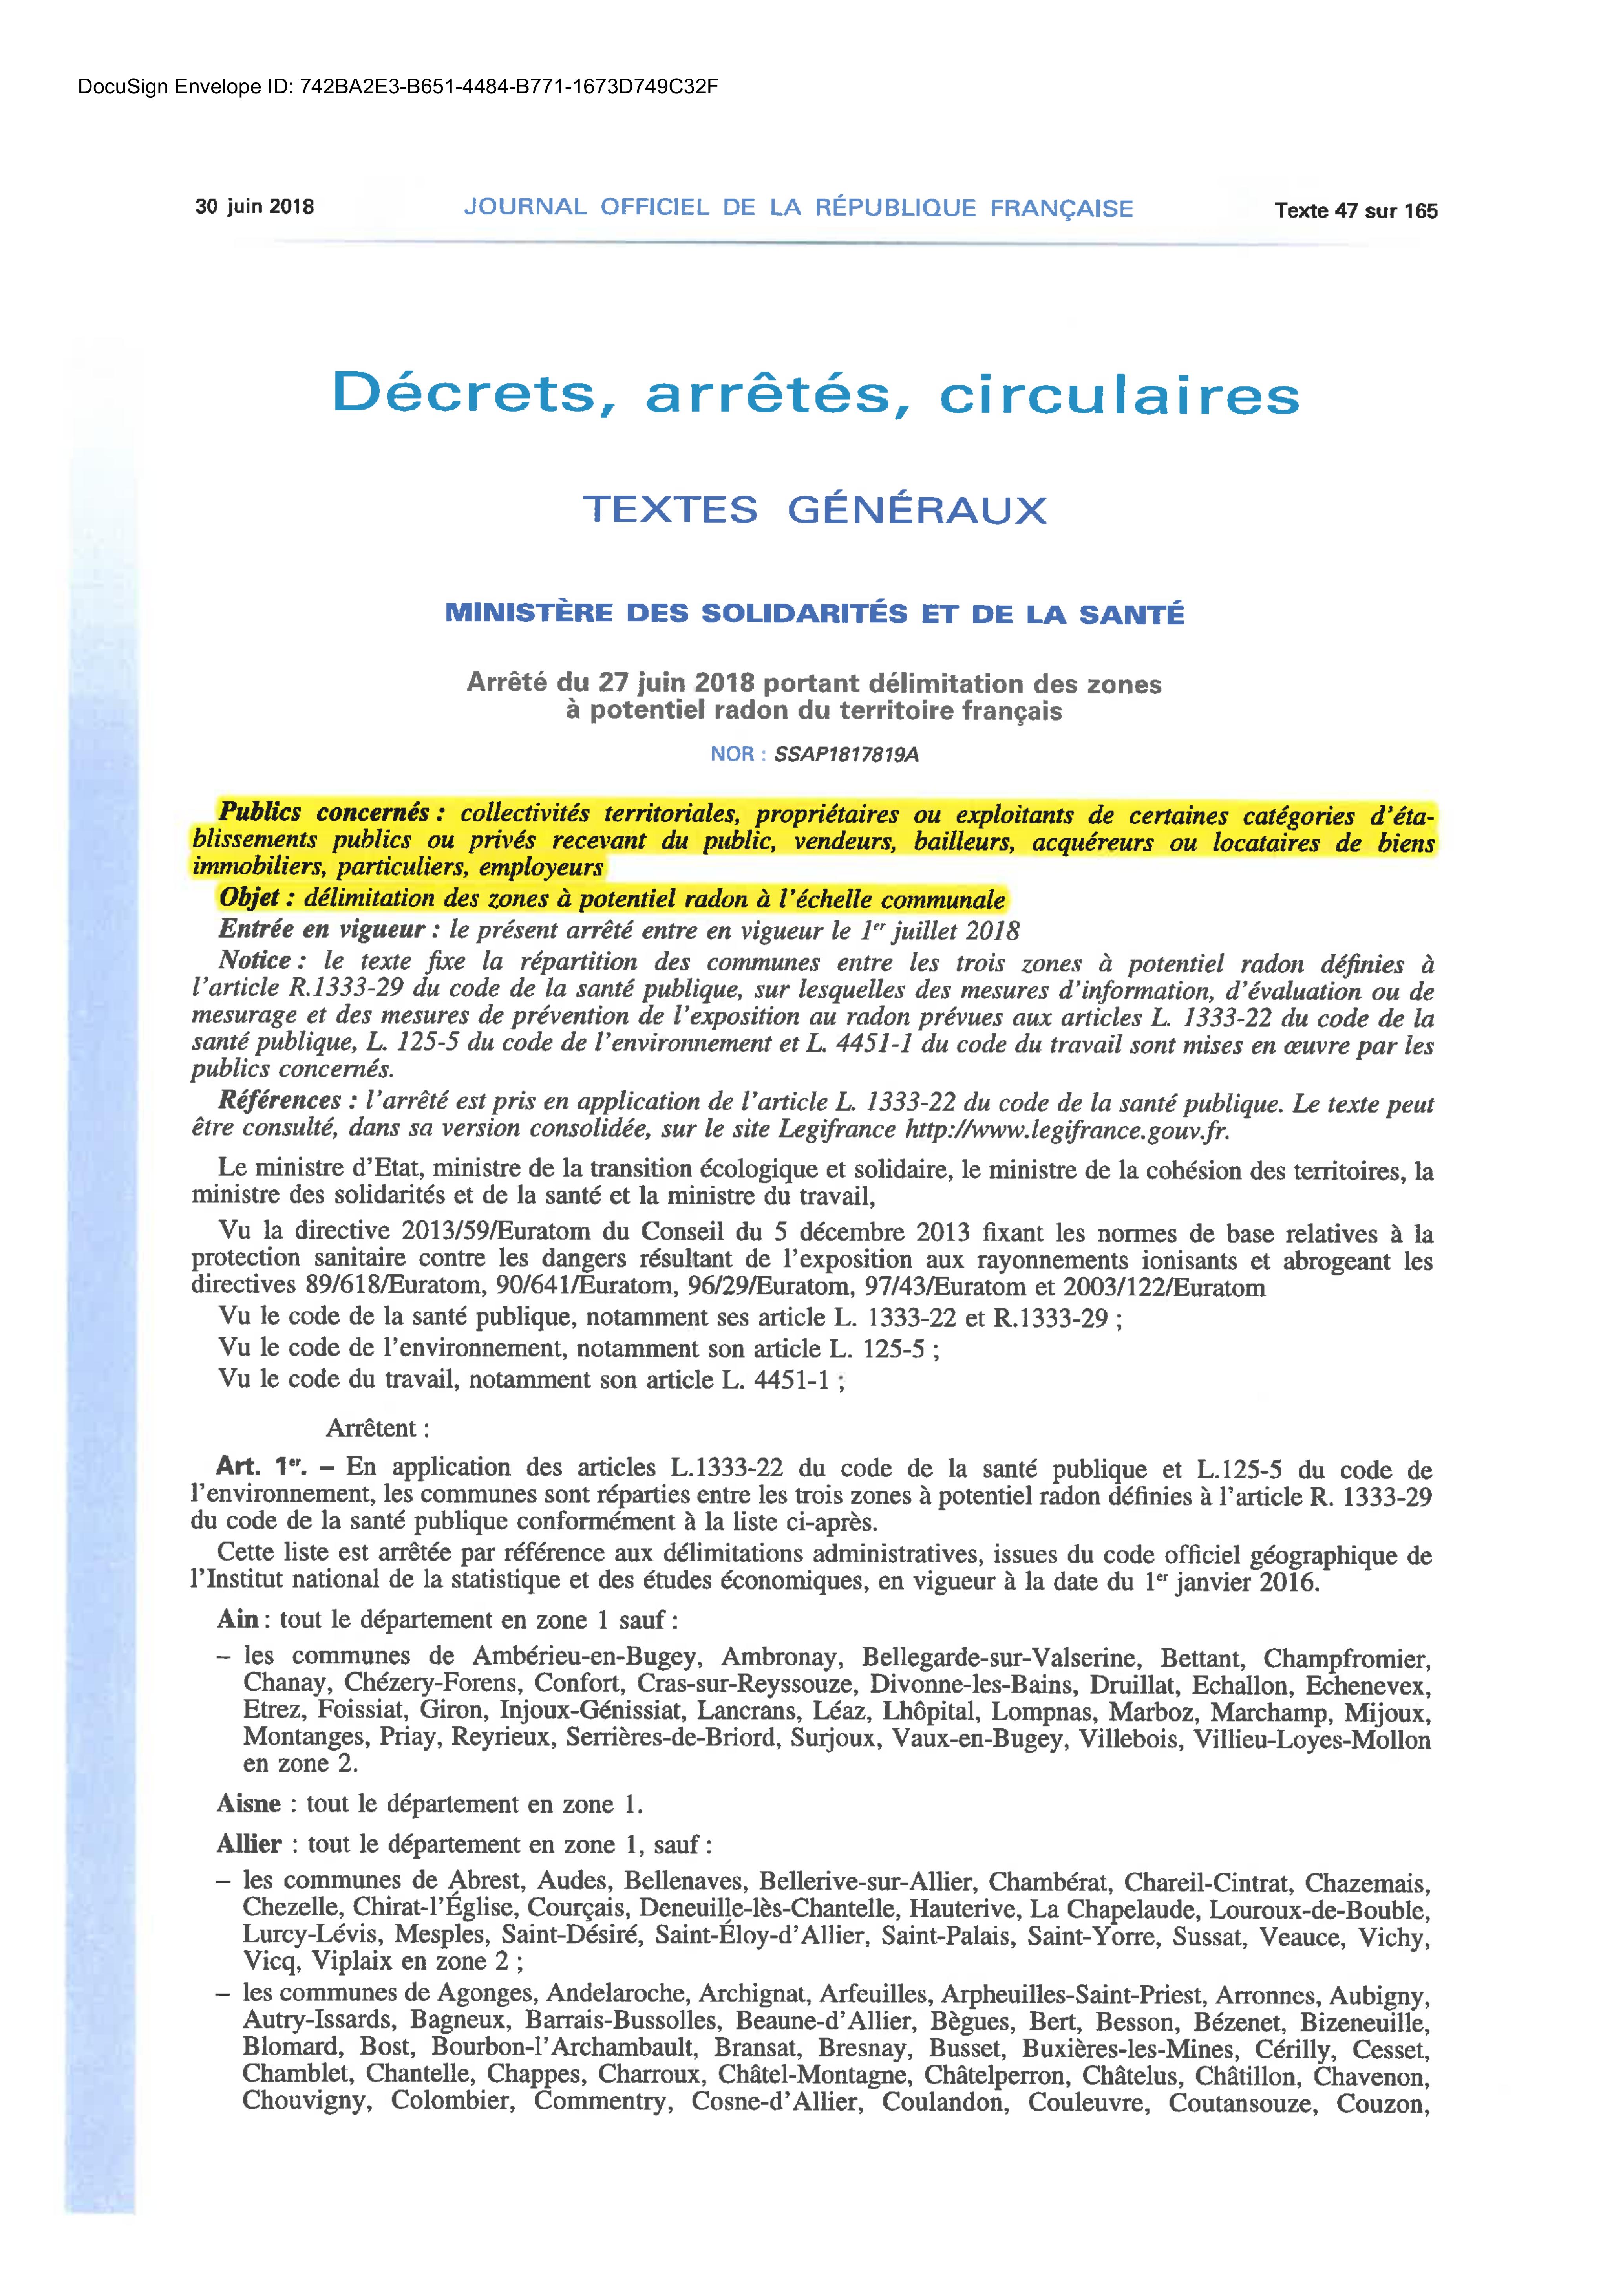 DocuSign Envelope ID: 742BA2E3-B651-4484-B771-1673D749C32F
30 juin 2018 JOURNAL OFFICIEL DE LA RÉPUBLIQUE FRANÇAISE Texte 47 sur 165
Décrets, arrêtés, circulaires
TEXTES GÉNÉRAUX
MINISTÈRE DES SOLIDARITÉS ET DE LA SANTÉ
Arrêté du 27 juin 2018 portant délimitation des zones
à potentiel radon du territoire français
NOR : SSAP1817819A
Publics concernés : collectivités territoriales, propriétaires ou exploitants de certaines catégories d'éta-
blissements publics ou privés recevant du public, vendeurs, bailleurs, acquéreurs ou locataires de biens
immobiliers, particuliers, employeurs
Objet : délimitation des zones à potentiel radon à l'échelle communale
Entrée en vigueur : le présent arrêté entre en vigueur le 1er juillet 2018
Notice : le texte fixe la répartition des communes entre les trois zones à potentiel radon définies à
l'article R.1333-29 du code de la santé publique, sur lesquelles des mesures d'information, d'évaluation ou de
mesurage et des mesures de prévention de l'exposition au radon prévues aux articles L. 1333-22 du code de la
santé publique, L. 125-5 du code de l'environnement et L. 4451-1 du code du travail sont mises en œuvre par les
publics concernés.
Références : l'arrêté est pris en application de l'article L. 1333-22 du code de la santé publique. Le texte peut
être consulté, dans sa version consolidée, sur le site Legifrance http://www.legifrance.gouv.fr.
Le ministre d'Etat, ministre de la transition écologique et solidaire, le ministre de la cohésion des territoires, la
ministre des solidarités et de la santé et la ministre du travail,
Vu la directive 2013/59/Euratom du Conseil du 5 décembre 2013 fixant les normes de base relatives à la
protection sanitaire contre les dangers résultant de l'exposition aux rayonnements ionisants et abrogeant les
directives 89/618/Euratom, 90/641/Euratom, 96/29/Euratom, 97/43/Euratom et 2003/122/Euratom
Vu le code de la santé publique, notamment ses article L. 1333-22 et R.1333-29 ;
Vu le code de l'environnement, notamment son article L. 125-5 ;
Vu le code du travail, notamment son article L. 4451-1 ;
Arrêtent :
Art. 1er. – En application des articles L.1333-22 du code de la santé publique et L.125-5 du code de
l'environnement, les communes sont réparties entre les trois zones à potentiel radon définies à l'article R. 1333-29
du code de la santé publique conformément à la liste ci-après.
Cette liste est arrêtée par référence aux délimitations administratives, issues du code officiel géographique de
l'Institut national de la statistique et des études économiques, en vigueur à la date du 1er janvier 2016.
Ain : tout le département en zone 1 sauf :
– les communes de Ambérieu-en-Bugey, Ambronay, Bellegarde-sur-Valserine, Bettant, Champfromier,
Chanay, Chézery-Forens, Confort, Cras-sur-Reyssouze, Divonne-les-Bains, Druillat, Echallon, Echenevex,
Etrez, Foissiat, Giron, Injoux-Génissiat, Lancrans, Léaz, Lhôpital, Lompnas, Marboz, Marchamp, Mijoux,
Montanges, Priay, Reyrieux, Serrières-de-Briord, Surjoux, Vaux-en-Bugey, Villebois, Villieu-Loyes-Mollon
en zone 2.
Aisne : tout le département en zone 1.
Allier : tout le département en zone 1, sauf :
– les communes de Abrest, Audes, Bellenaves, Bellerive-sur-Allier, Chambérat, Chareil-Cintrat, Chazemais,
Chezelle, Chirat-l'Église, Courçais, Deneuille-lès-Chantelle, Hauterive, La Chapelaude, Louroux-de-Bouble,
Lurcy-Lévis, Mesples, Saint-Désiré, Saint-Éloy-d'Allier, Saint-Palais, Saint-Yorre, Sussat, Veauce, Vichy,
Vicq, Viplaix en zone 2 ;
– les communes de Agonges, Andelaroche, Archignat, Arfeuilles, Arpheuilles-Saint-Priest, Arronnes, Aubigny,
Autry-Issards, Bagneux, Barrais-Bussolles, Beaune-d'Allier, Bègues, Bert, Besson, Bézenet, Bizeneuille,
Blomard, Bost, Bourbon-l'Archambault, Bransat, Bresnay, Busset, Buxières-les-Mines, Cérilly, Cesset,
Chamblet, Chantelle, Chappes, Charroux, Châtel-Montagne, Châtelperron, Châtelus, Châtillon, Chavenon,
Chouvigny, Colombier, Commentry, Cosne-d'Allier, Coulandon, Couleuvre, Coutansouze, Couzon,